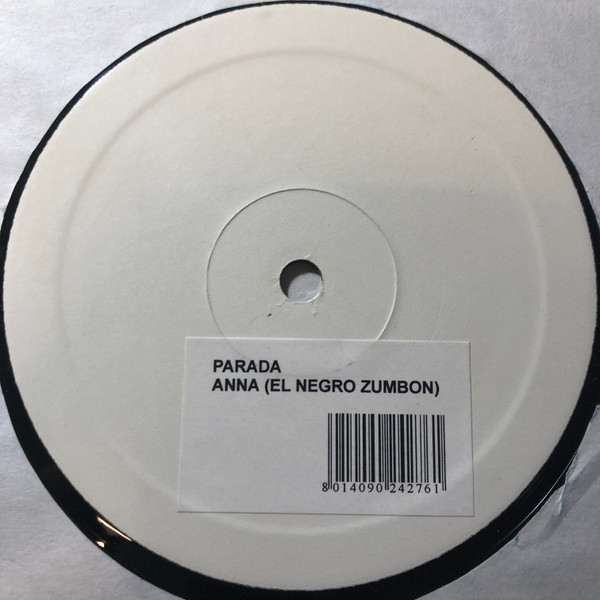 PARADA
ANNA (EL NEGRO ZUMBON)
8 014090 242761